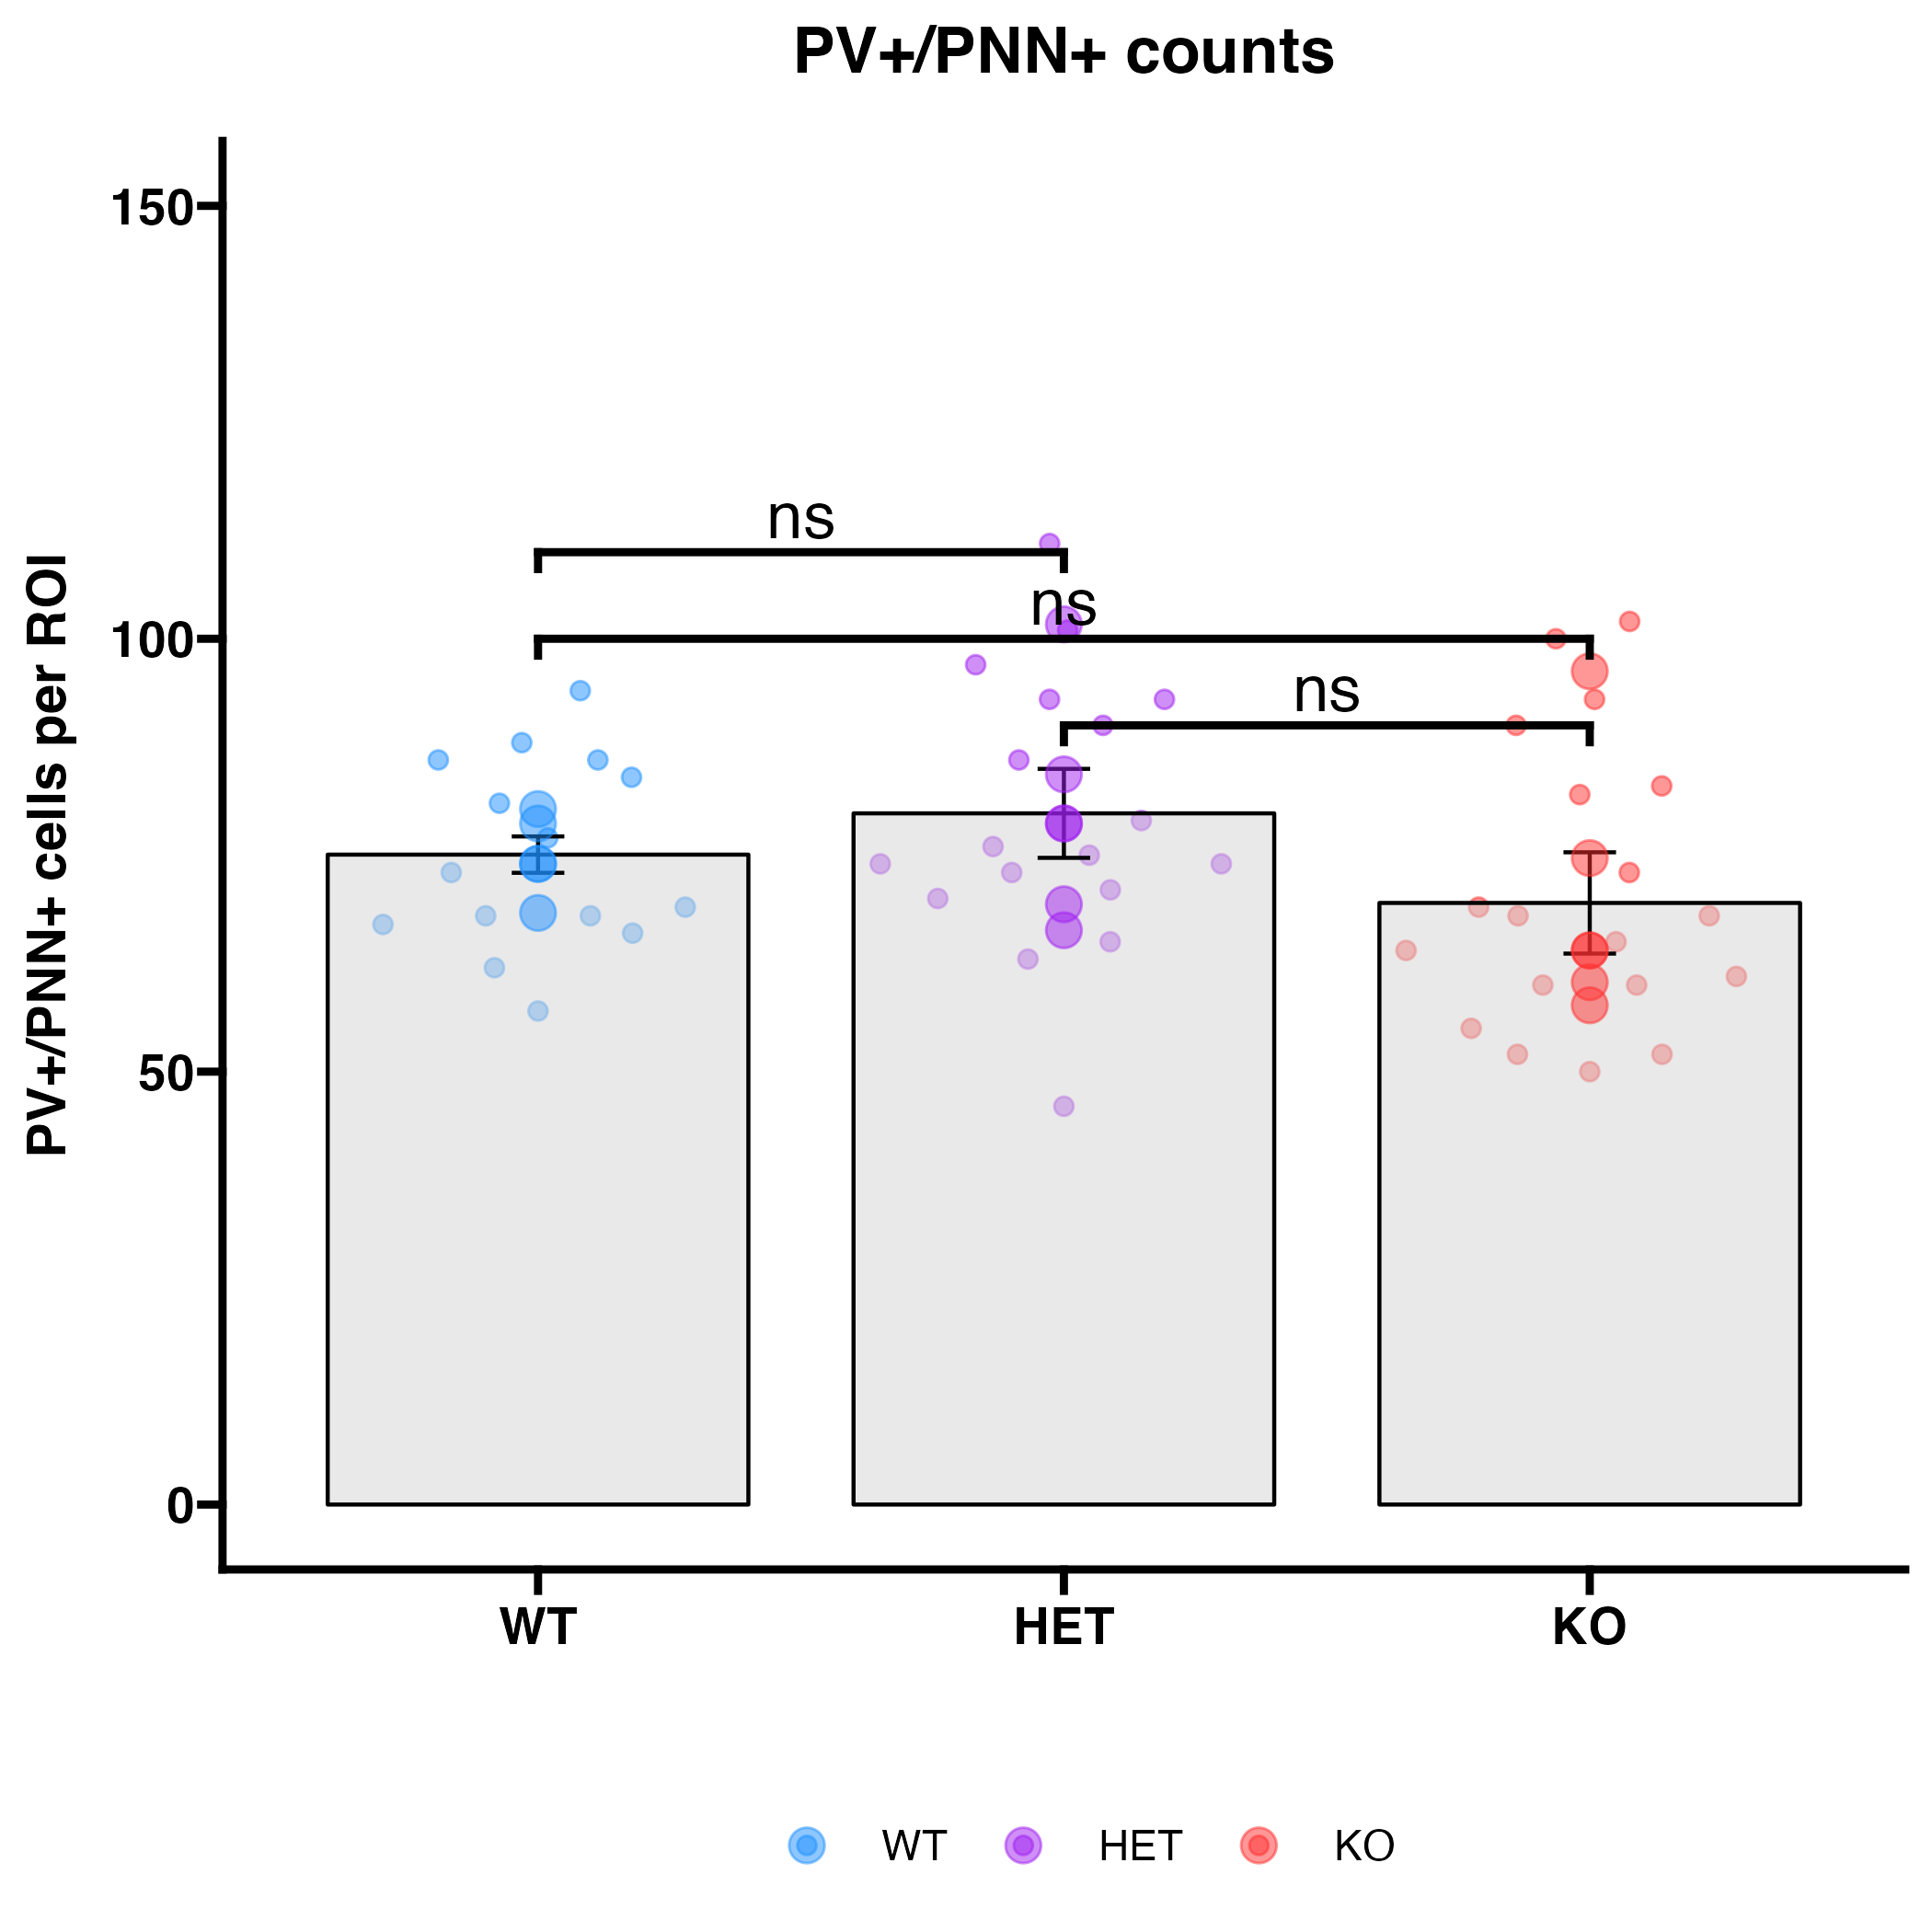 PV+/PNN+ counts
PV+/PNN+ cells per ROI
150
100
50
0
ns
ns
ns
WT
HET
KO
WT
HET
KO